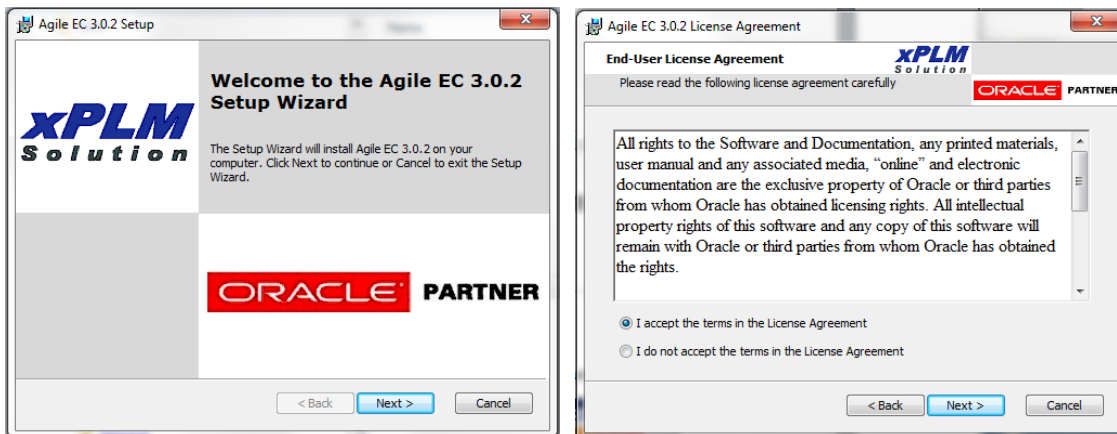 Agile EC 3.0.2 Setup
Welcome to the Agile EC 3.0.2
Setup Wizard
xPLM
Solution
The Setup Wizard will install Agile EC 3.0.2 on your
computer. Click Next to continue or Cancel to exit the Setup
Wizard.
ORACLE PARTNER
< Back
Next >
Cancel
Agile EC 3.0.2 License Agreement
End-User License Agreement
xPLM
Solution
Please read the following license agreement carefully
ORACLE PARTNER
All rights to the Software and Documentation, any printed materials,
user manual and any associated media, “online” and electronic
documentation are the exclusive property of Oracle or third parties
from whom Oracle has obtained licensing rights. All intellectual
property rights of this software and any copy of this software will
remain with Oracle or third parties from whom Oracle has obtained
the rights.
I accept the terms in the License Agreement
I do not accept the terms in the License Agreement
< Back
Next >
Cancel